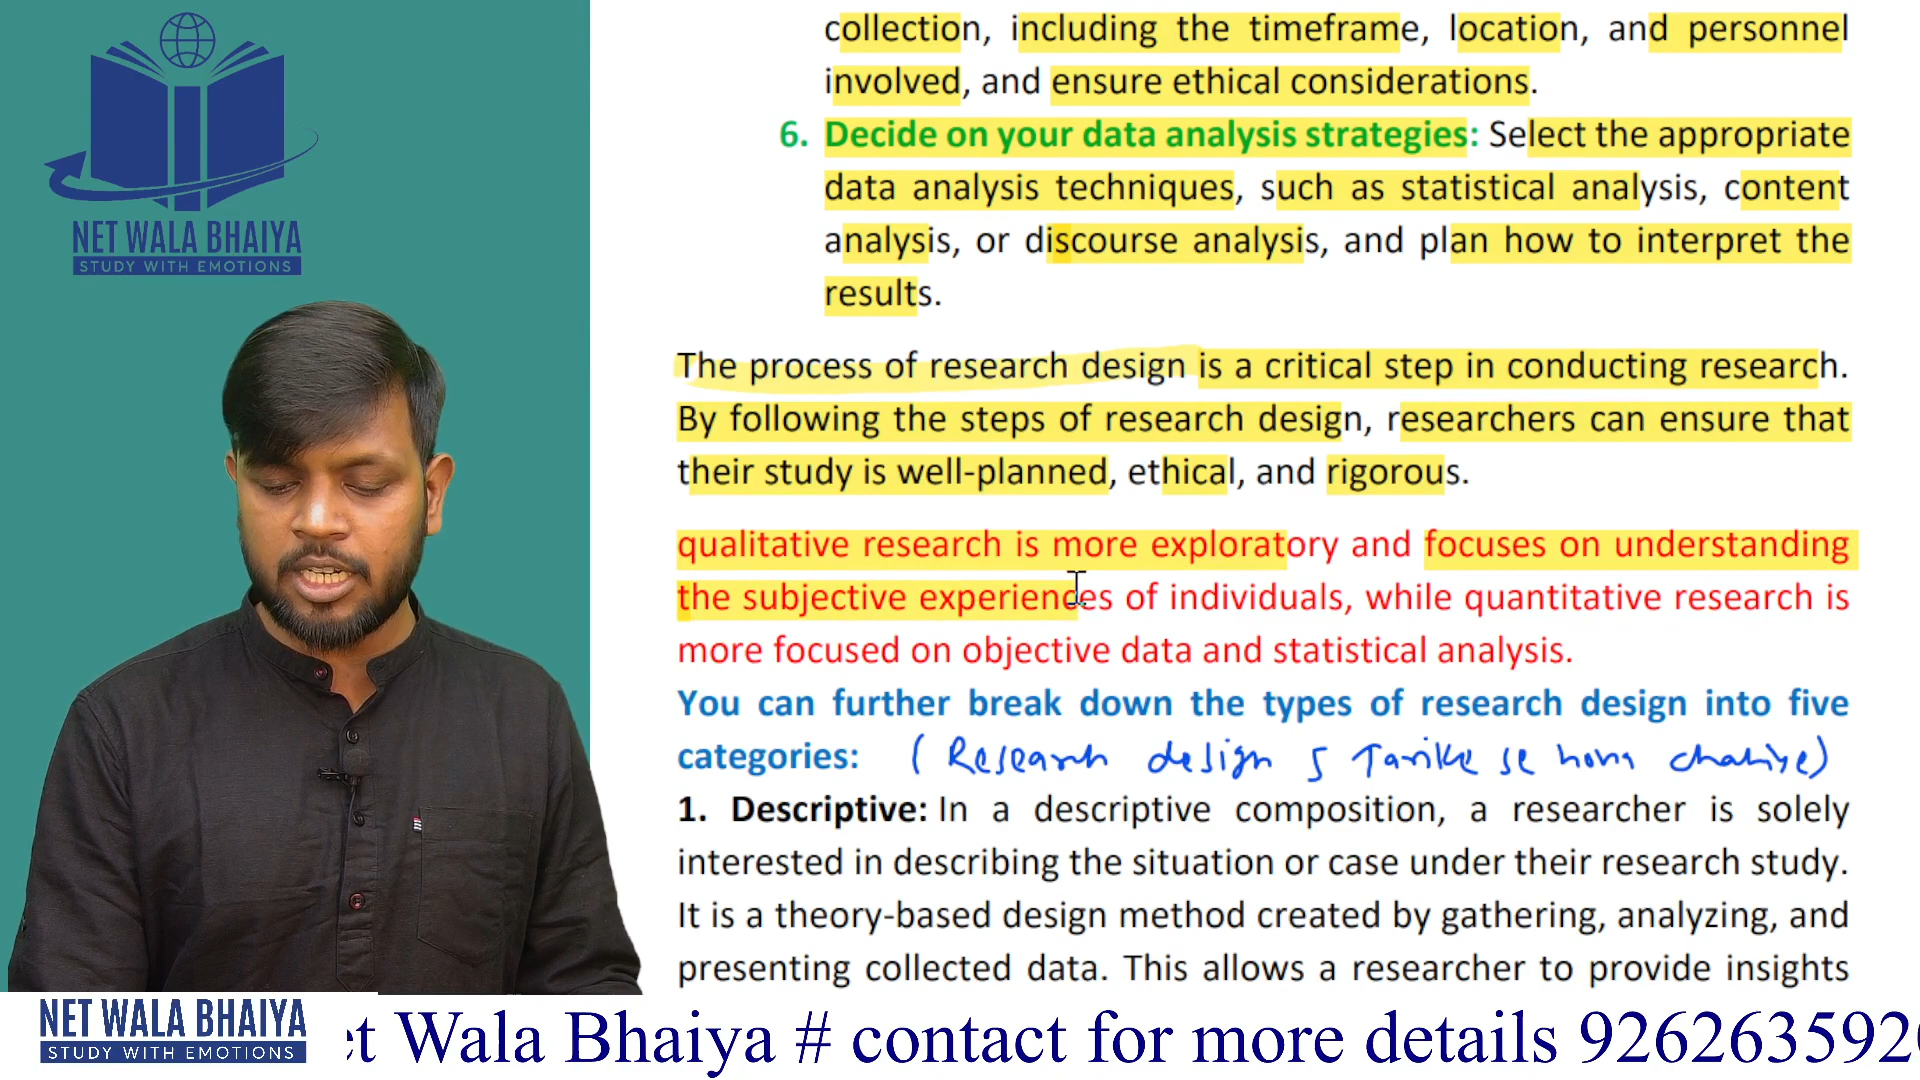 NET WALA BHAIYA
STUDY WITH EMOTIONS
collection, including the timeframe, location, and personnel
involved, and ensure ethical considerations.
6. Decide on your data analysis strategies: Select the appropriate
data analysis techniques, such as statistical analysis, content
analysis, or discourse analysis, and plan how to interpret the
results.
The process of research design is a critical step in conducting research.
By following the steps of research design, researchers can ensure that
their study is well-planned, ethical, and rigorous.
qualitative research is more exploratory and focuses on understanding
the subjective experiences of individuals, while quantitative research is
more focused on objective data and statistical analysis.
You can further break down the types of research design into five
categories: (Research design 5 Tarike se hona chahiye)
1. Descriptive: In a descriptive composition, a researcher is solely
interested in describing the situation or case under their research study.
It is a theory-based design method created by gathering, analyzing, and
presenting collected data. This allows a researcher to provide insights
NET WALA BHAIYA
STUDY WITH EMOTIONS
t Wala Bhaiya # contact for more details 926263592